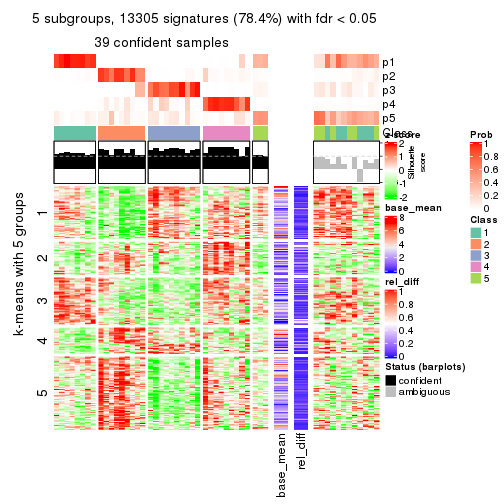 5 subgroups, 13305 signatures (78.4%) with fdr < 0.05
39 confident samples
p1
p2
p3
p4
p5
Class
Silhouette
score
1
2
3
4
5
k-means with 5 groups
base_mean
rel_diff
z-score
2
1
0
-1
-2
base_mean
8
6
4
2
0
rel_diff
1
0.8
0.6
0.4
0.2
0
Status (barplots)
confident
ambiguous
Prob
1
0.8
0.6
0.4
0.2
0
Class
1
2
3
4
5